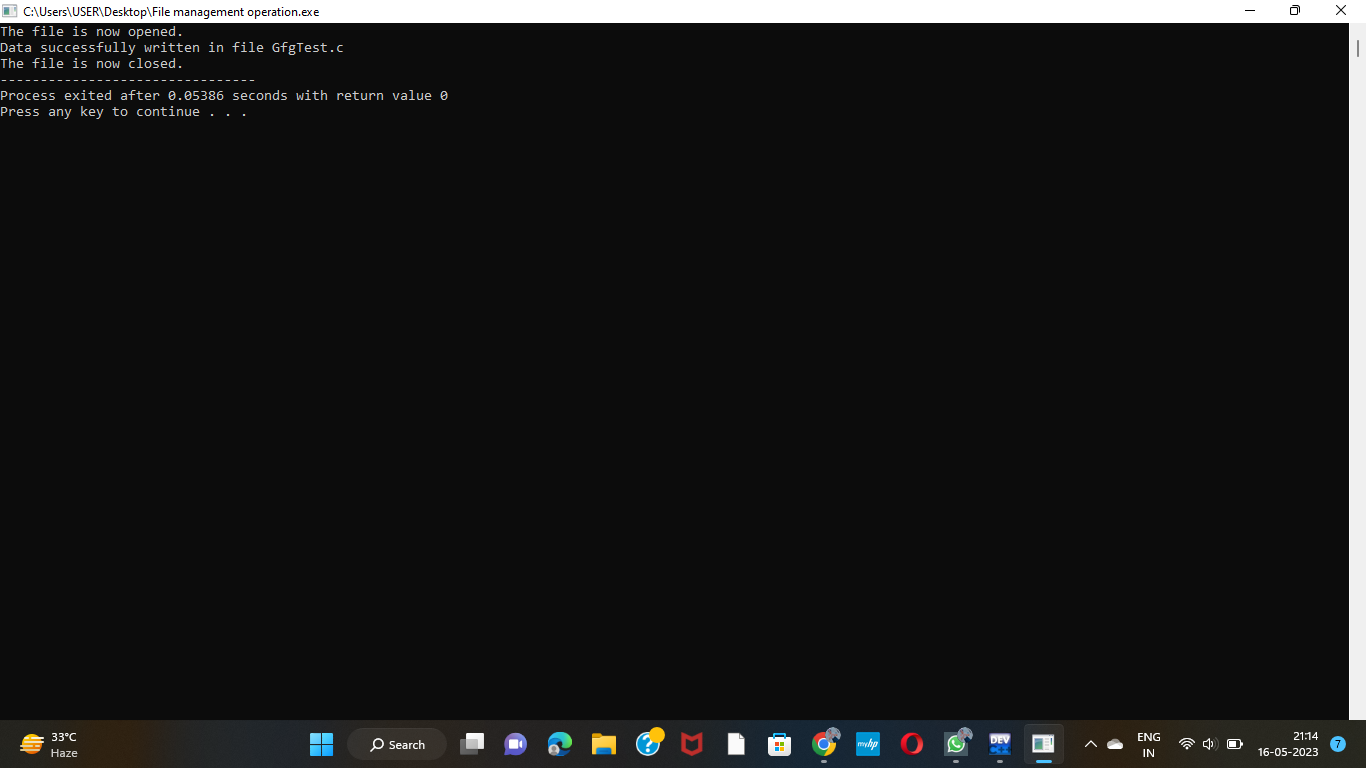 C:\Users\USER\Desktop\File management operation.exe
The file is now opened.
Data successfully written in file GfgTest.c
The file is now closed.
--------------------------------
Process exited after 0.05386 seconds with return value 0
Press any key to continue . . .
33°C
Haze
Search
myhp
DEV
ENG
IN
21:14
16-05-2023
7